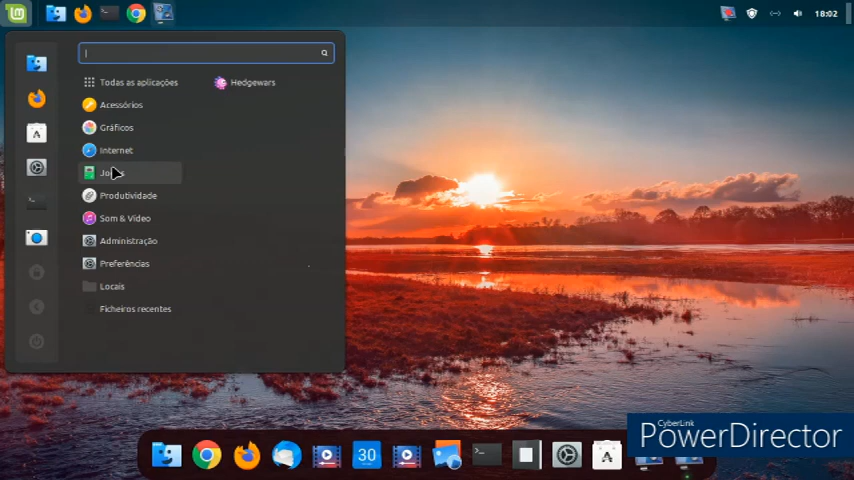 18:02
Todas as aplicações
Hedgewars
Acessórios
Gráficos
Internet
Produtividade
Som & Vídeo
Administração
Preferências
Locais
Ficheiros recentes
30
CyberLink
PowerDirector